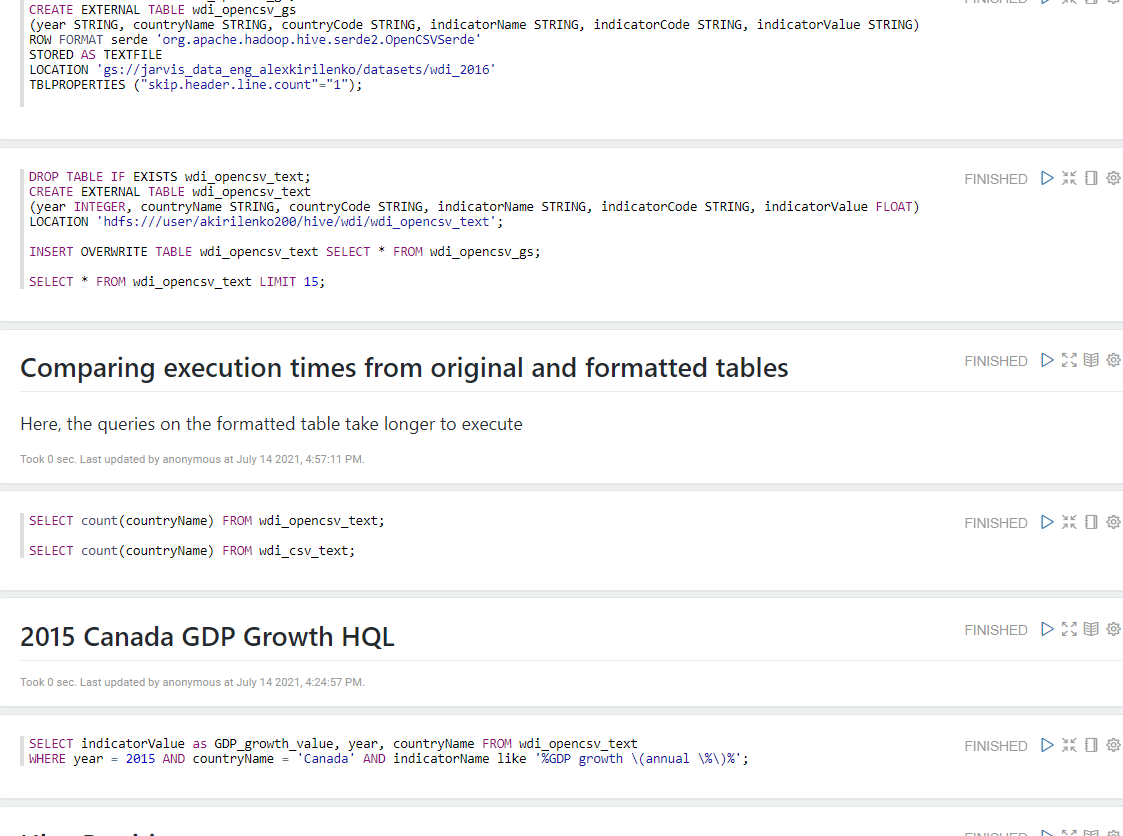 CREATE EXTERNAL TABLE wdi_opencsv_gs
(year STRING, countryName STRING, countryCode STRING, indicatorName STRING, indicatorCode STRING, indicatorValue STRING)
ROW FORMAT serde 'org.apache.hadoop.hive.serde2.OpenCSVSerde'
STORED AS TEXTFILE
LOCATION 'gs://jarvis_data_eng_alexkirilenko/datasets/wdi_2016'
TBLPROPERTIES ("skip.header.line.count"="1");
FINISHED
DROP TABLE IF EXISTS wdi_opencsv_text;
CREATE EXTERNAL TABLE wdi_opencsv_text
(year INTEGER, countryName STRING, countryCode STRING, indicatorName STRING, indicatorCode STRING, indicatorValue FLOAT)
LOCATION 'hdfs:///user/akirilenko200/hive/wdi/wdi_opencsv_text';
INSERT OVERWRITE TABLE wdi_opencsv_text SELECT * FROM wdi_opencsv_gs;
SELECT * FROM wdi_opencsv_text LIMIT 15;
FINISHED
Comparing execution times from original and formatted tables
Here, the queries on the formatted table take longer to execute
Took 0 sec. Last updated by anonymous at July 14 2021, 4:57:11 PM.
FINISHED
SELECT count(countryName) FROM wdi_opencsv_text;
SELECT count(countryName) FROM wdi_csv_text;
FINISHED
2015 Canada GDP Growth HQL
Took 0 sec. Last updated by anonymous at July 14 2021, 4:24:57 PM.
FINISHED
SELECT indicatorValue as GDP_growth_value, year, countryName FROM wdi_opencsv_text
WHERE year = 2015 AND countryName = 'Canada' AND indicatorName like '%GDP growth \(annual \%\)%';